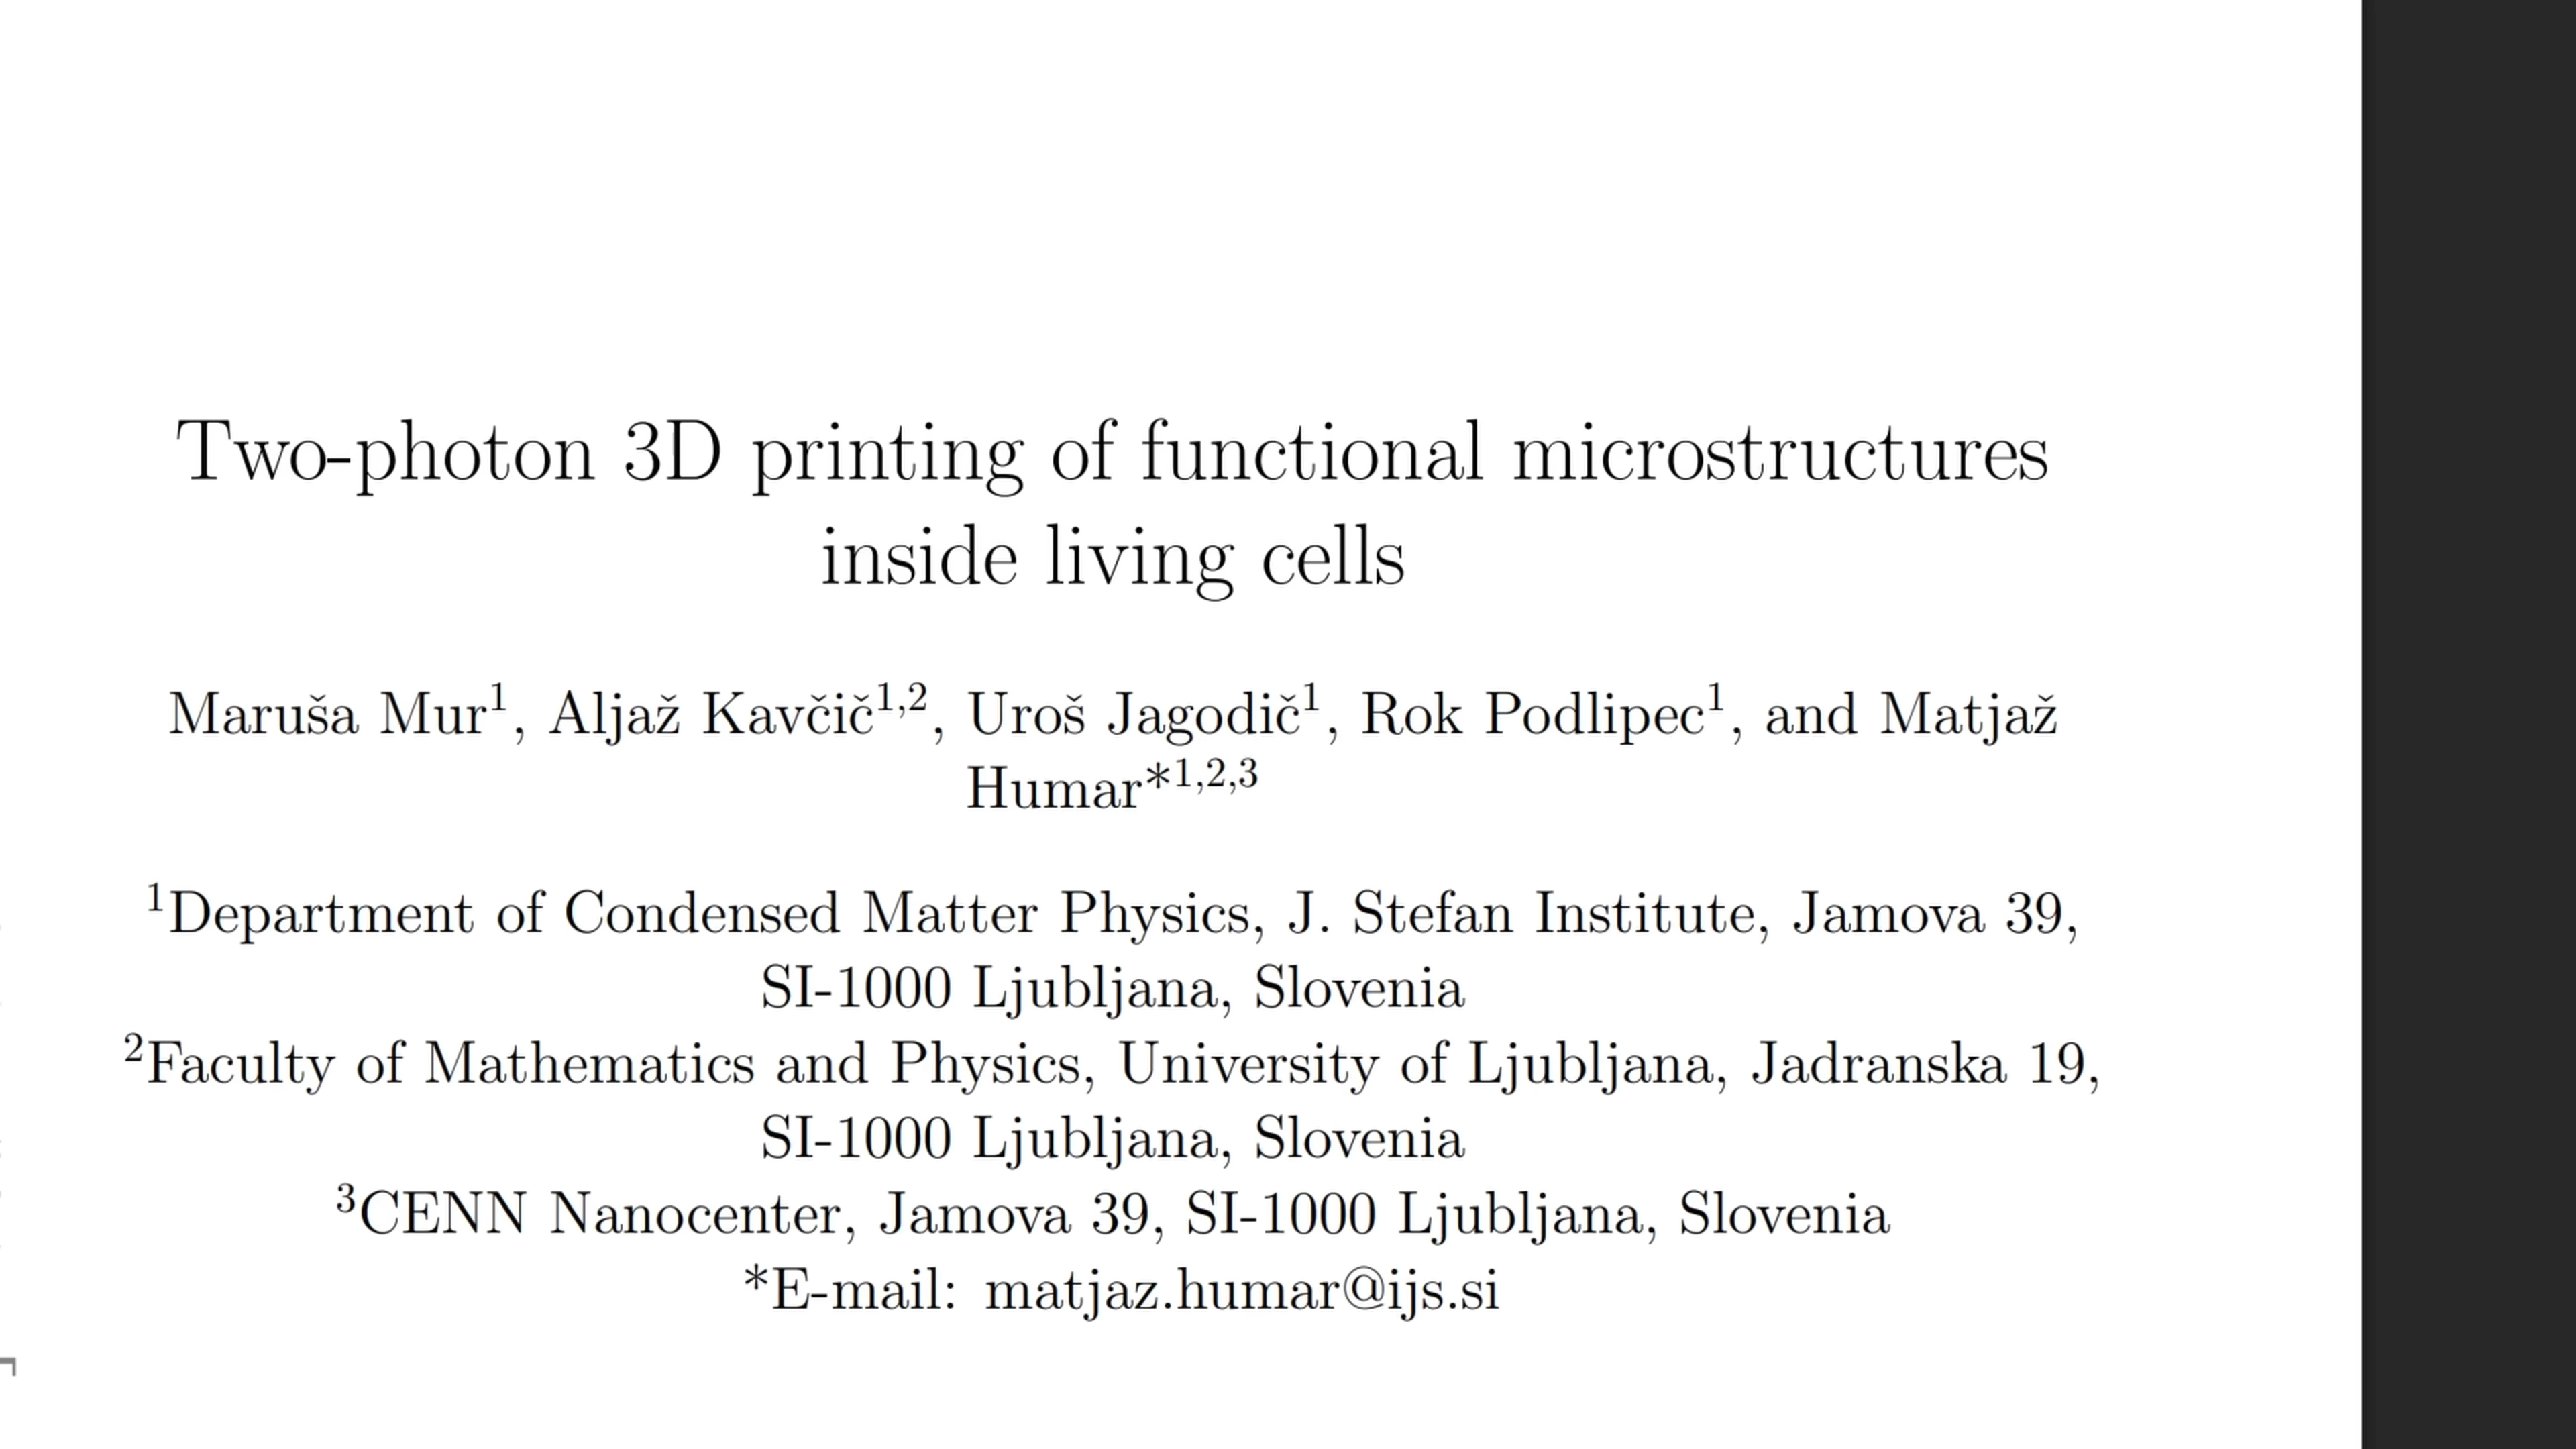 Two-photon 3D printing of functional microstructures
inside living cells
Maruša Mur¹, Aljaž Kavčič¹,², Uroš Jagodič¹, Rok Podlipec¹, and Matjaž
Humar*¹,²,³
¹Department of Condensed Matter Physics, J. Stefan Institute, Jamova 39,
SI-1000 Ljubljana, Slovenia
²Faculty of Mathematics and Physics, University of Ljubljana, Jadranska 19,
SI-1000 Ljubljana, Slovenia
³CENN Nanocenter, Jamova 39, SI-1000 Ljubljana, Slovenia
*E-mail: matjaz.humar@ijs.si